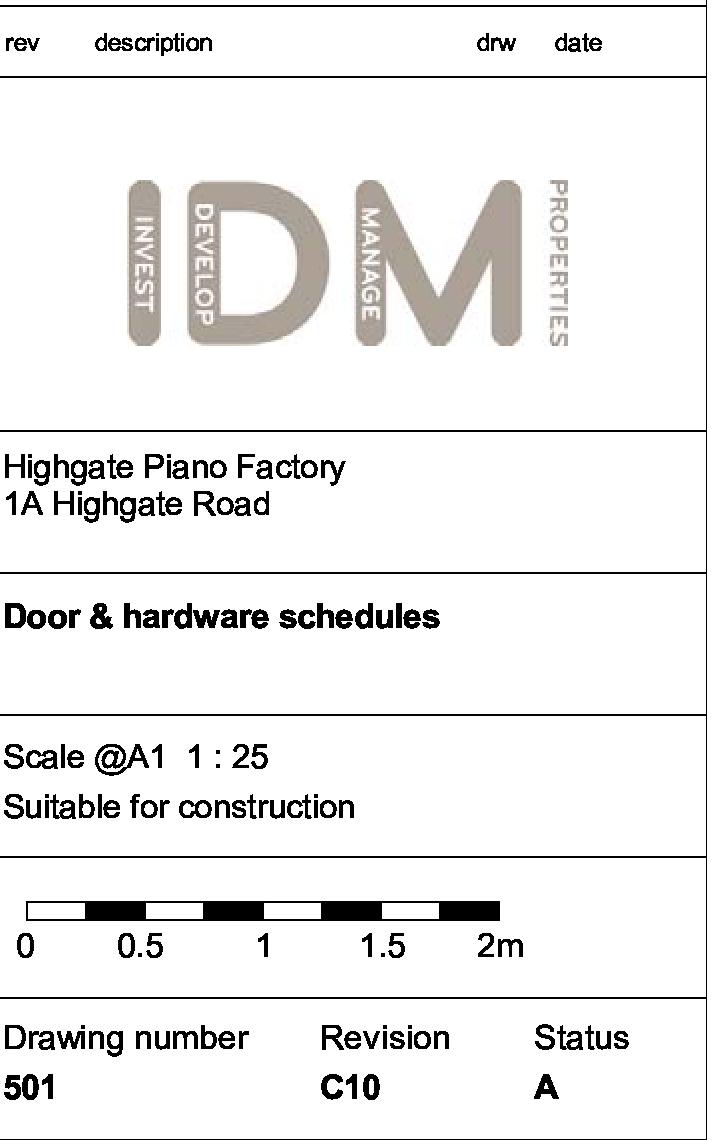 rev description drw date
IDM
INVEST
DEVELOP
MANAGE
PROPERTIES
Highgate Piano Factory
1A Highgate Road
Door & hardware schedules
Scale @A1 1 : 25
Suitable for construction
0 0.5 1 1.5 2m
Drawing number Revision Status
501 C10 A